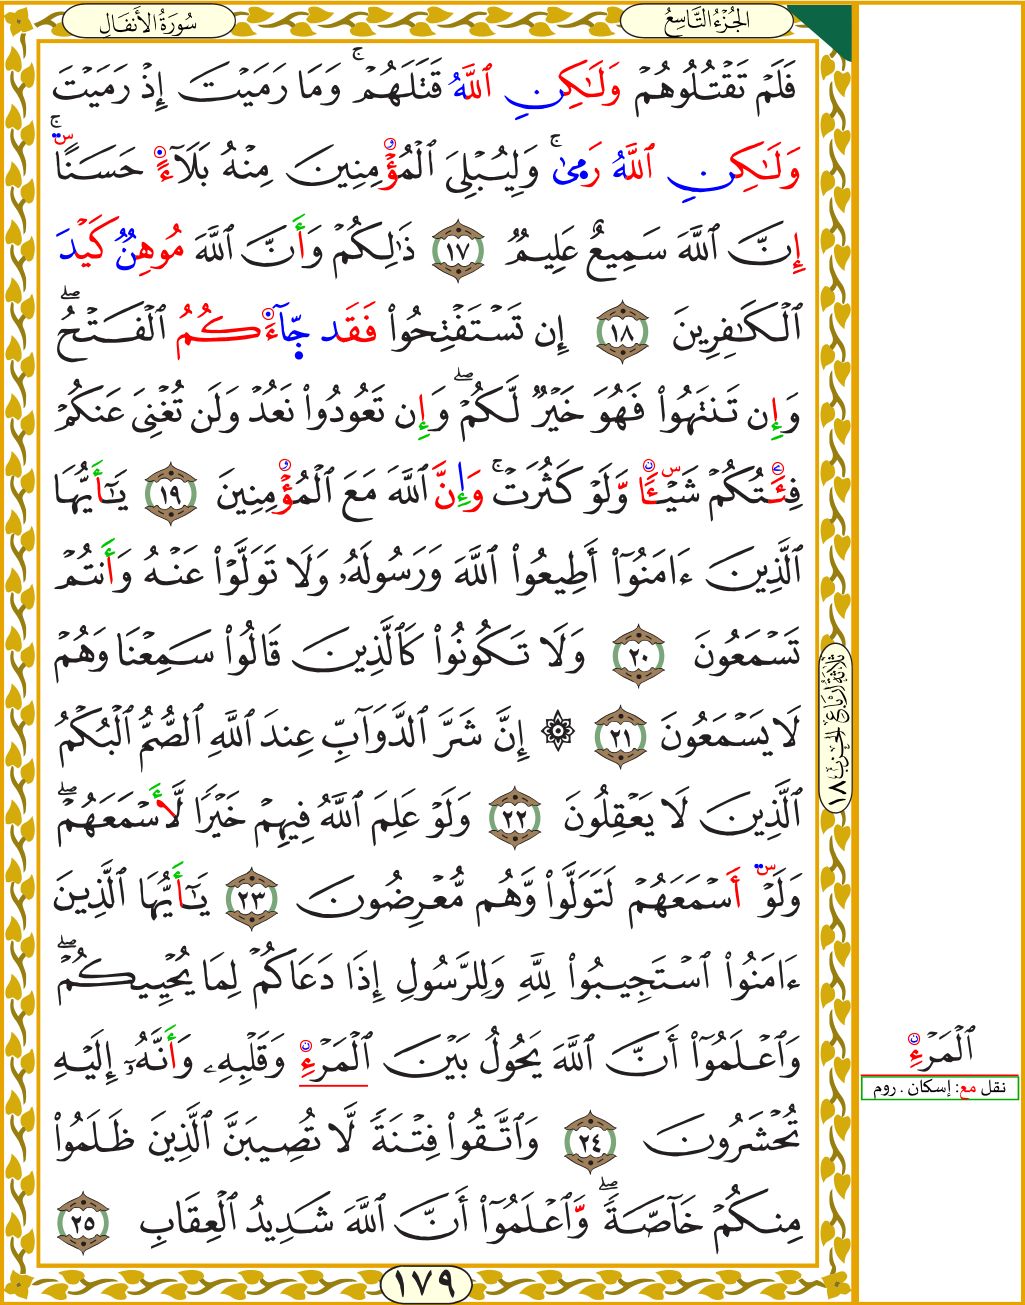 الجُزْءُ التَّاسِعُ
سُورَةُ الأَنفَالِ
فَلَمْ تَقْتُلُوهُمْ وَلَٰكِنِ ٱللَّهُ قَتَلَهُمْ ۚ وَمَا رَمَيْتَ إِذْ رَمَيْتَ
وَلَٰكِنِ ٱللَّهُ رَمِىٰ ۚ وَلِيُبْلِىَ ٱلْمُؤْمِنِينَ مِنْهُ بَلَآءً حَسَنًا ۚ
إِنَّ ٱللَّهَ سَمِيعٌ عَلِيمٌ ١٧ ذَٰلِكُمْ وَأَنَّ ٱللَّهَ مُوهِنٌ كَيْدَ
ٱلْكَٰفِرِينَ ١٨ إِن تَسْتَفْتِحُوا۟ فَقَد جَّآءَكُمُ ٱلْفَتْحُ ۖ
وَإِن تَنتَهُوا۟ فَهُوَ خَيْرٌ لَّكُمْ ۖ وَإِن تَعُودُوا۟ نَعُدْ وَلَن تُغْنِىَ عَنكُمْ
فِئَتُكُمْ شَيْـًٔا وَّلَوْ كَثُرَتْ ۚ وَإِنَّ ٱللَّهَ مَعَ ٱلْمُؤْمِنِينَ ١٩ يَٰٓأَيُّهَا
ٱلَّذِينَ ءَامَنُوٓا۟ أَطِيعُوا۟ ٱللَّهَ وَرَسُولَهُۥ وَلَا تَوَلَّوْا۟ عَنْهُ وَأَنتُمْ
تَسْمَعُونَ ٢٠ وَلَا تَكُونُوا۟ كَٱلَّذِينَ قَالُوا۟ سَمِعْنَا وَهُمْ
لَا يَسْمَعُونَ ٢١ ۞ إِنَّ شَرَّ ٱلدَّوَآبِّ عِندَ ٱللَّهِ ٱلصُّمُّ ٱلْبُكْمُ
ٱلَّذِينَ لَا يَعْقِلُونَ ٢٢ وَلَوْ عَلِمَ ٱللَّهُ فِيهِمْ خَيْرًا لَّأَسْمَعَهُمْ ۖ
وَلَوْ أَسْمَعَهُمْ لَتَوَلَّوا۟ وَّهُم مُّعْرِضُونَ ٢٣ يَٰٓأَيُّهَا ٱلَّذِينَ
ءَامَنُوا۟ ٱسْتَجِيبُوا۟ لِلَّهِ وَلِلرَّسُولِ إِذَا دَعَاكُمْ لِمَا يُحْيِيكُمْ ۖ
وَٱعْلَمُوٓا۟ أَنَّ ٱللَّهَ يَحُولُ بَيْنَ ٱلْمَرْءِ وَقَلْبِهِۦ وَأَنَّهُۥٓ إِلَيْهِ
تُحْشَرُونَ ٢٤ وَٱتَّقُوا۟ فِتْنَةً لَّا تُصِيبَنَّ ٱلَّذِينَ ظَلَمُوا۟
مِنكُمْ خَآصَّةً ۖ وَّٱعْلَمُوٓا۟ أَنَّ ٱللَّهَ شَدِيدُ ٱلْعِقَابِ ٢٥
ثلاثة أرباع الحزب ١٨
ٱلْمَرْءِ
نقل مع: إسكان . روم
١٧٩